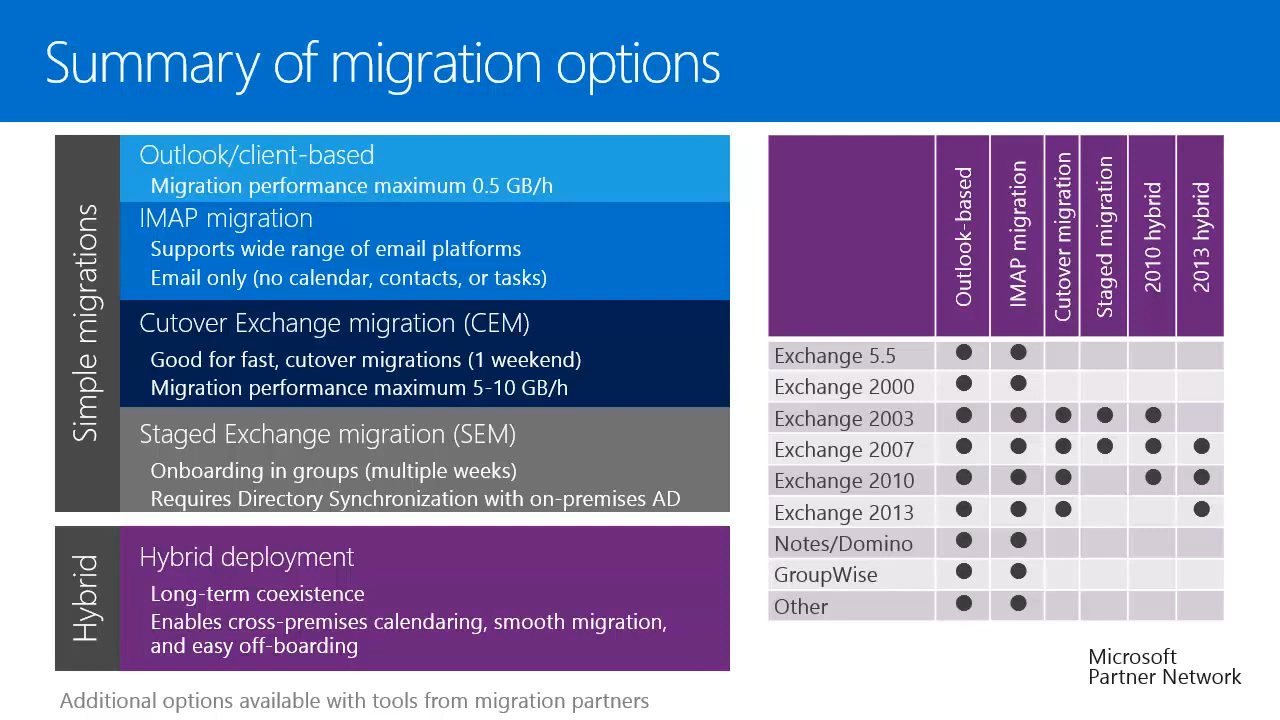 Summary of migration options
Simple migrations
Outlook/client-based
Migration performance maximum 0.5 GB/h
IMAP migration
Supports wide range of email platforms
Email only (no calendar, contacts, or tasks)
Cutover Exchange migration (CEM)
Good for fast, cutover migrations (1 weekend)
Migration performance maximum 5-10 GB/h
Staged Exchange migration (SEM)
Onboarding in groups (multiple weeks)
Requires Directory Synchronization with on-premises AD
Hybrid
Hybrid deployment
Long-term coexistence
Enables cross-premises calendaring, smooth migration,
and easy off-boarding
Additional options available with tools from migration partners
Outlook-based
IMAP migration
Cutover migration
Staged migration
2010 hybrid
2013 hybrid
Exchange 5.5
Exchange 2000
Exchange 2003
Exchange 2007
Exchange 2010
Exchange 2013
Notes/Domino
GroupWise
Other
Microsoft
Partner Network